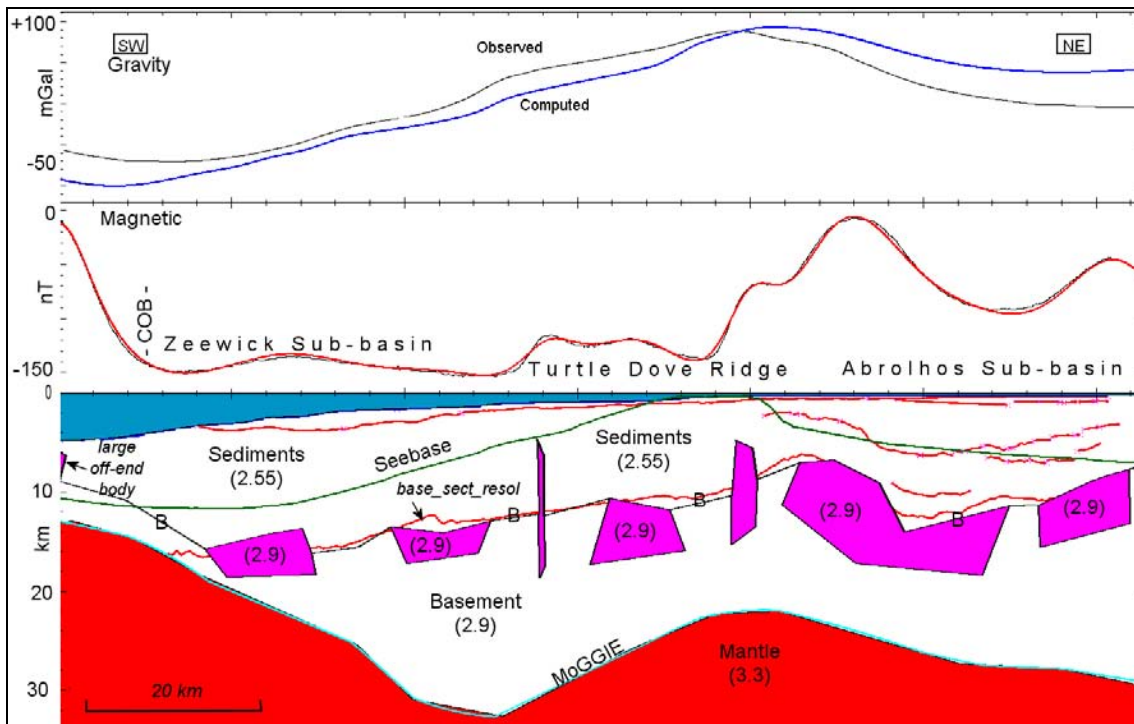 +100
SW
Gravity
Observed
NE
mGal
Computed
-50
0
Magnetic
nT
- COB -
Zeewick Sub-basin
-150
Turtle Dove Ridge
Abrolhos Sub-basin
0
large
off-end
body
Sediments
(2.55)
Seebase
Sediments
(2.55)
base_sect_resol
10
B
B
B
B
km
(2.9)
(2.9)
(2.9)
(2.9)
(2.9)
20
Basement
(2.9)
MoGGIE
Mantle
(3.3)
30
20 km